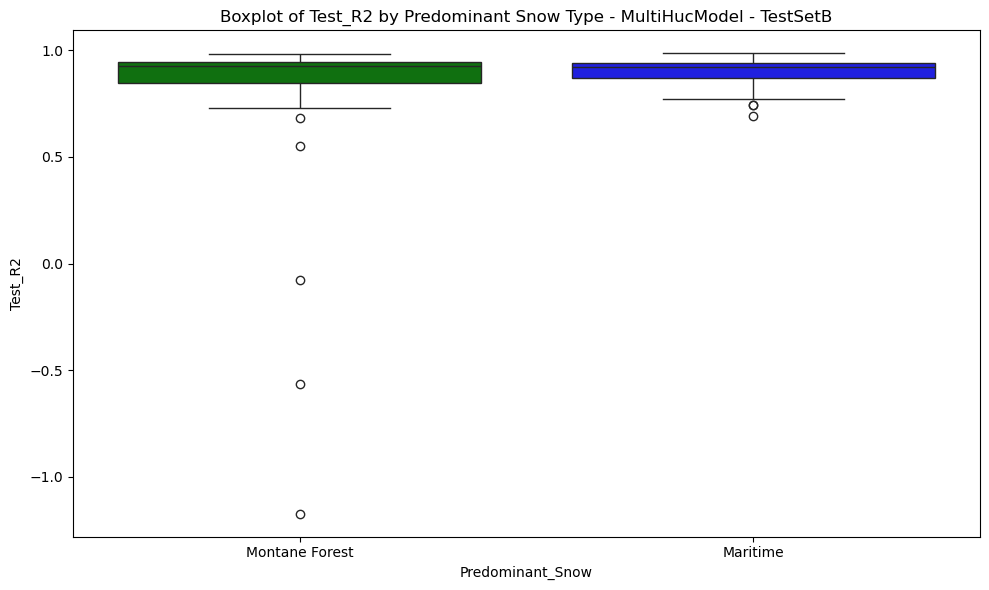 Boxplot of Test_R2 by Predominant Snow Type - MultiHucModel - TestSetB
Test_R2
1.0
0.5
0.0
−0.5
−1.0
Montane Forest
Maritime
Predominant_Snow